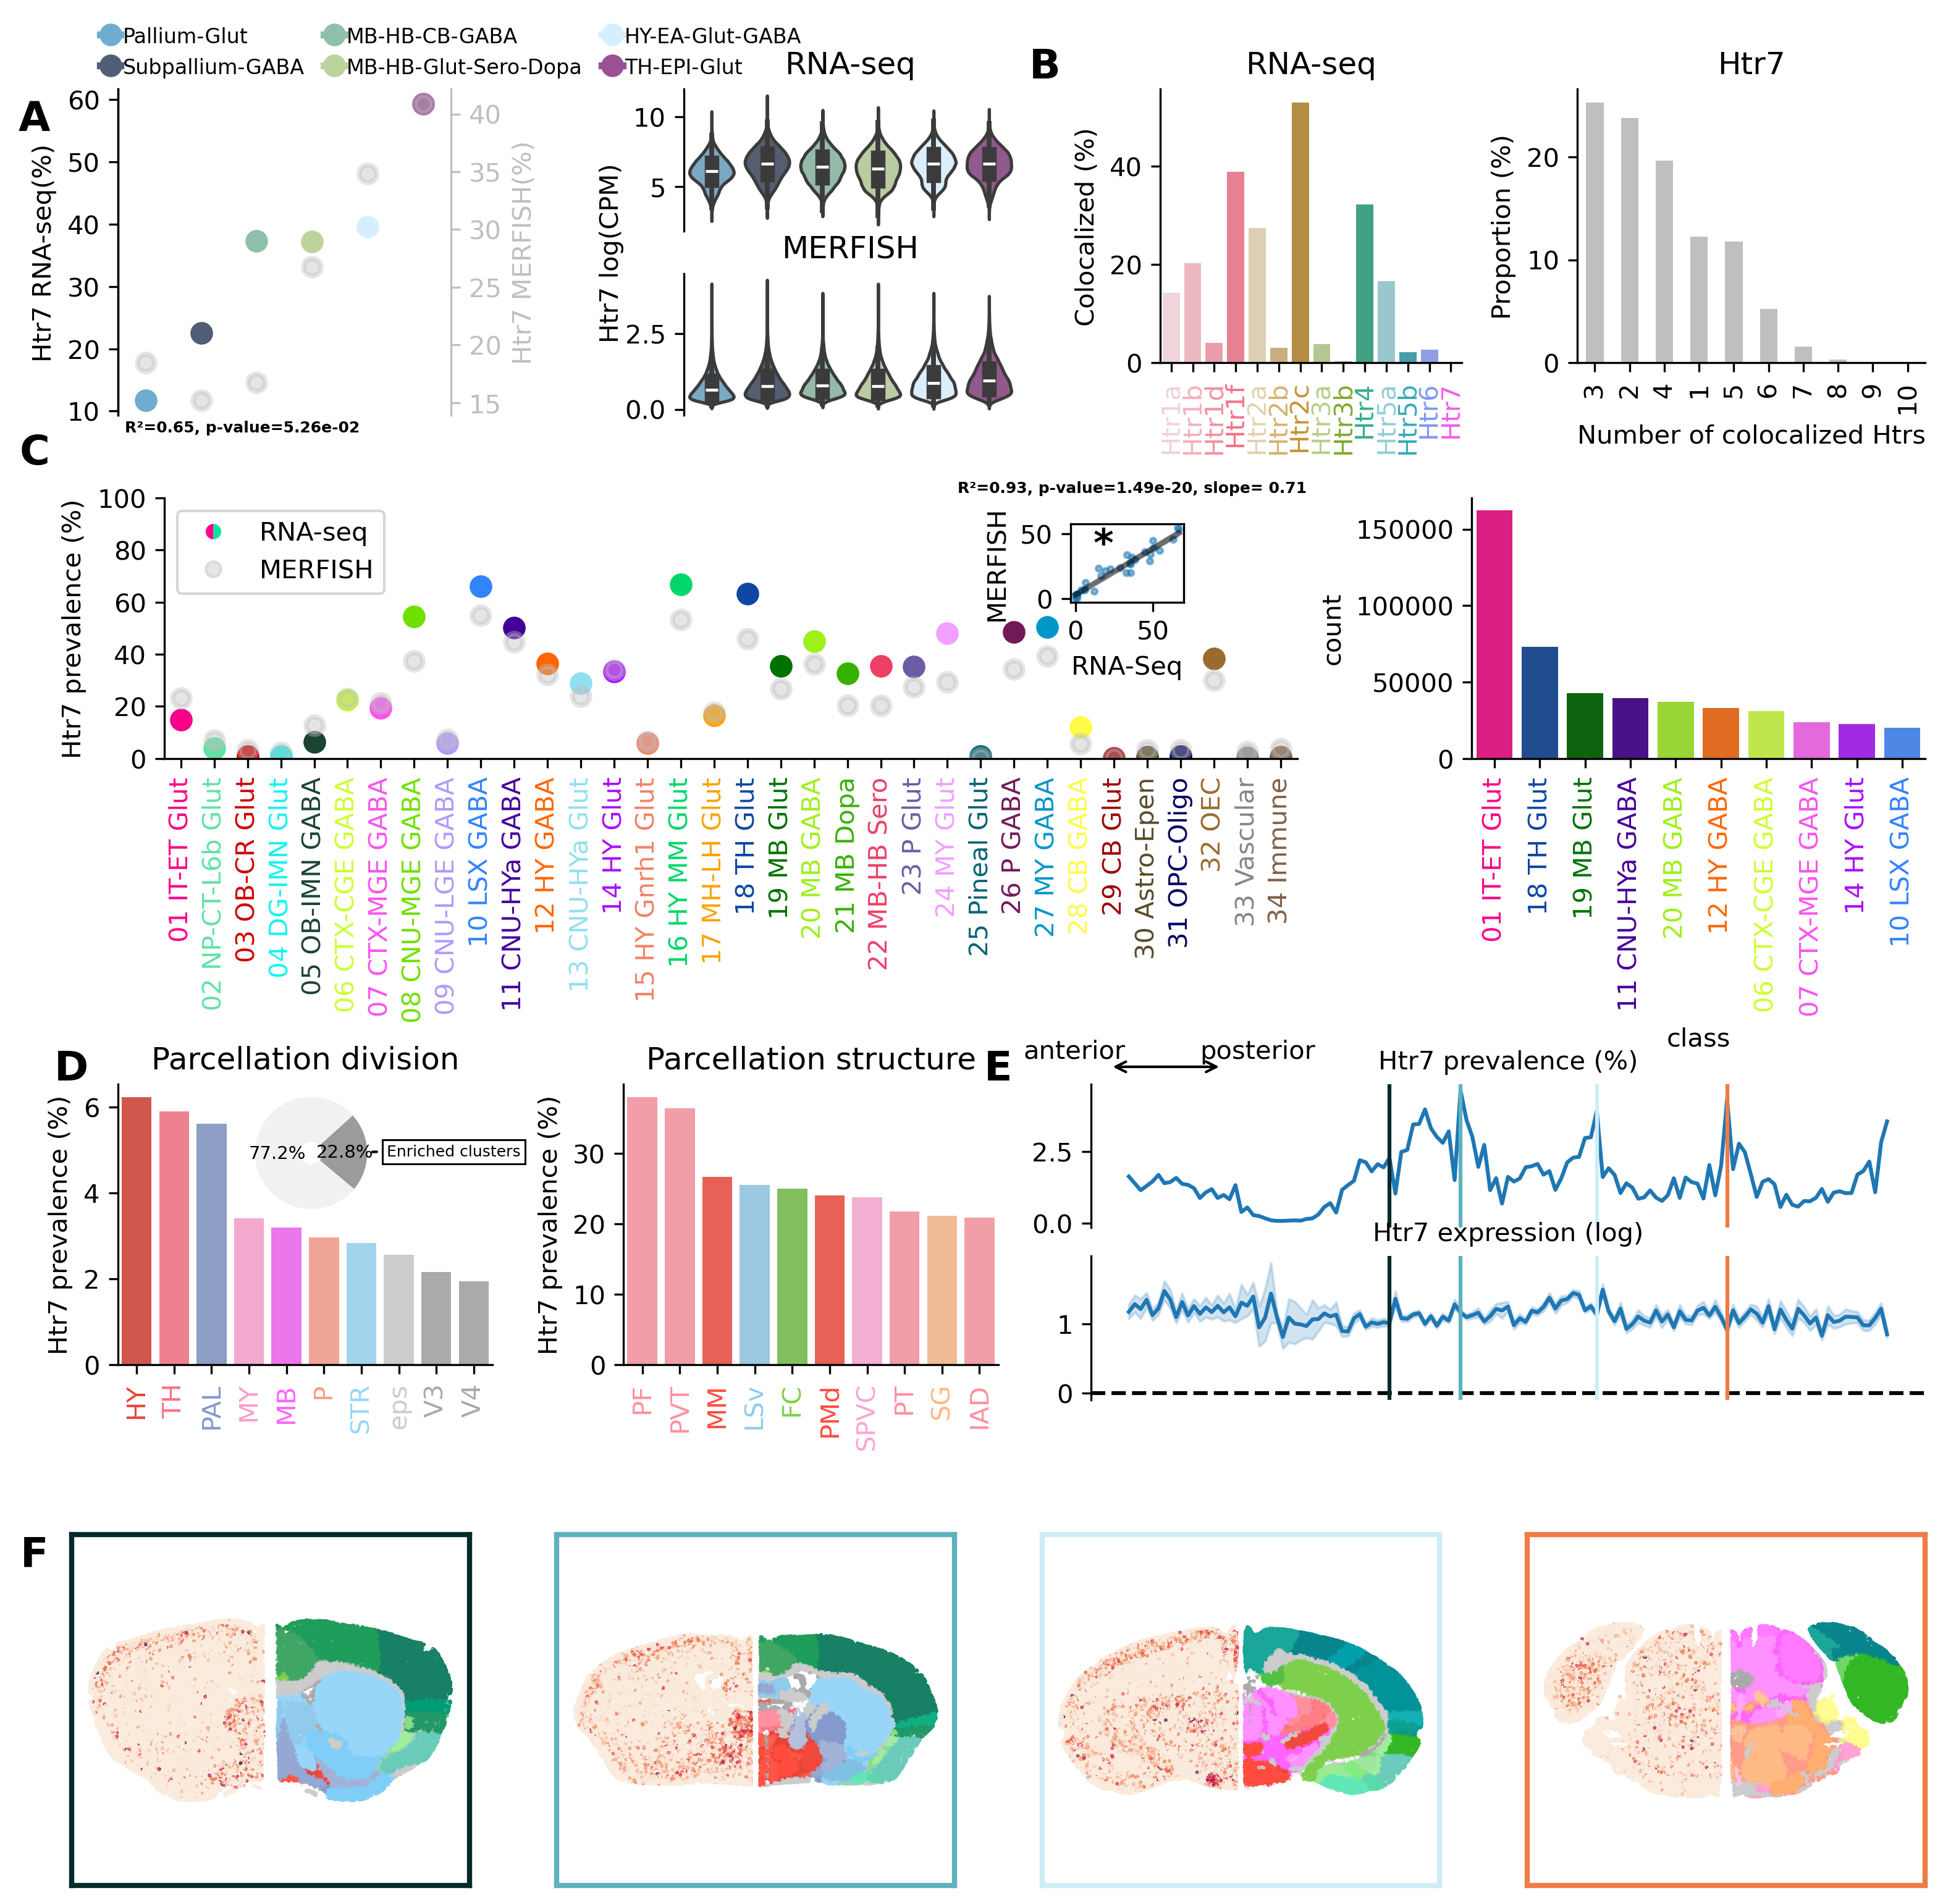 Pallium-Glut
Subpallium-GABA
MB-HB-CB-GABA
MB-HB-Glut-Sero-Dopa
HY-EA-Glut-GABA
TH-EPI-Glut
A
Htr7 RNA-seq(%)
60
50
40
30
20
10
Htr7 MERFISH(%)
40
35
30
25
20
15
R²=0.65, p-value=5.26e-02
RNA-seq
10
5
Htr7 log(CPM)
MERFISH
2.5
0.0
B
RNA-seq
Colocalized (%)
40
20
0
Htr1a
Htr1b
Htr1d
Htr1f
Htr2a
Htr2b
Htr2c
Htr3a
Htr3b
Htr4
Htr5a
Htr5b
Htr6
Htr7
Htr7
Proportion (%)
20
10
0
3
2
4
1
5
6
7
8
9
10
Number of colocalized Htrs
C
Htr7 prevalence (%)
100
80
60
40
20
0
RNA-seq
MERFISH
R²=0.93, p-value=1.49e-20, slope= 0.71
MERFISH
50
0
*
0
50
RNA-Seq
01 IT-ET Glut
02 NP-CT-L6b Glut
03 OB-CR Glut
04 DG-IMN Glut
05 OB-IMN GABA
06 CTX-CGE GABA
07 CTX-MGE GABA
08 CNU-MGE GABA
09 CNU-LGE GABA
10 LSX GABA
11 CNU-HYa GABA
12 HY GABA
13 CNU-HYa Glut
14 HY Glut
15 HY Gnrh1 Glut
16 HY MM Glut
17 MH-LH Glut
18 TH Glut
19 MB Glut
20 MB GABA
21 MB Dopa
22 MB-HB Sero
23 P Glut
24 MY Glut
25 Pineal Glut
26 P GABA
27 MY GABA
28 CB GABA
29 CB Glut
30 Astro-Epen
31 OPC-Oligo
32 OEC
33 Vascular
34 Immune
count
150000
100000
50000
0
01 IT-ET Glut
18 TH Glut
19 MB Glut
11 CNU-HYa GABA
20 MB GABA
12 HY GABA
06 CTX-CGE GABA
07 CTX-MGE GABA
14 HY Glut
10 LSX GABA
class
D
Parcellation division
Htr7 prevalence (%)
6
4
2
0
77.2%
22.8%
Enriched clusters
HY
TH
PAL
MY
MB
P
STR
eps
V3
V4
Parcellation structure
Htr7 prevalence (%)
30
20
10
0
PF
PVT
MM
LSv
FC
PMd
SPVC
PT
SG
IAD
E
anterior
posterior
Htr7 prevalence (%)
2.5
0.0
Htr7 expression (log)
1
0
F